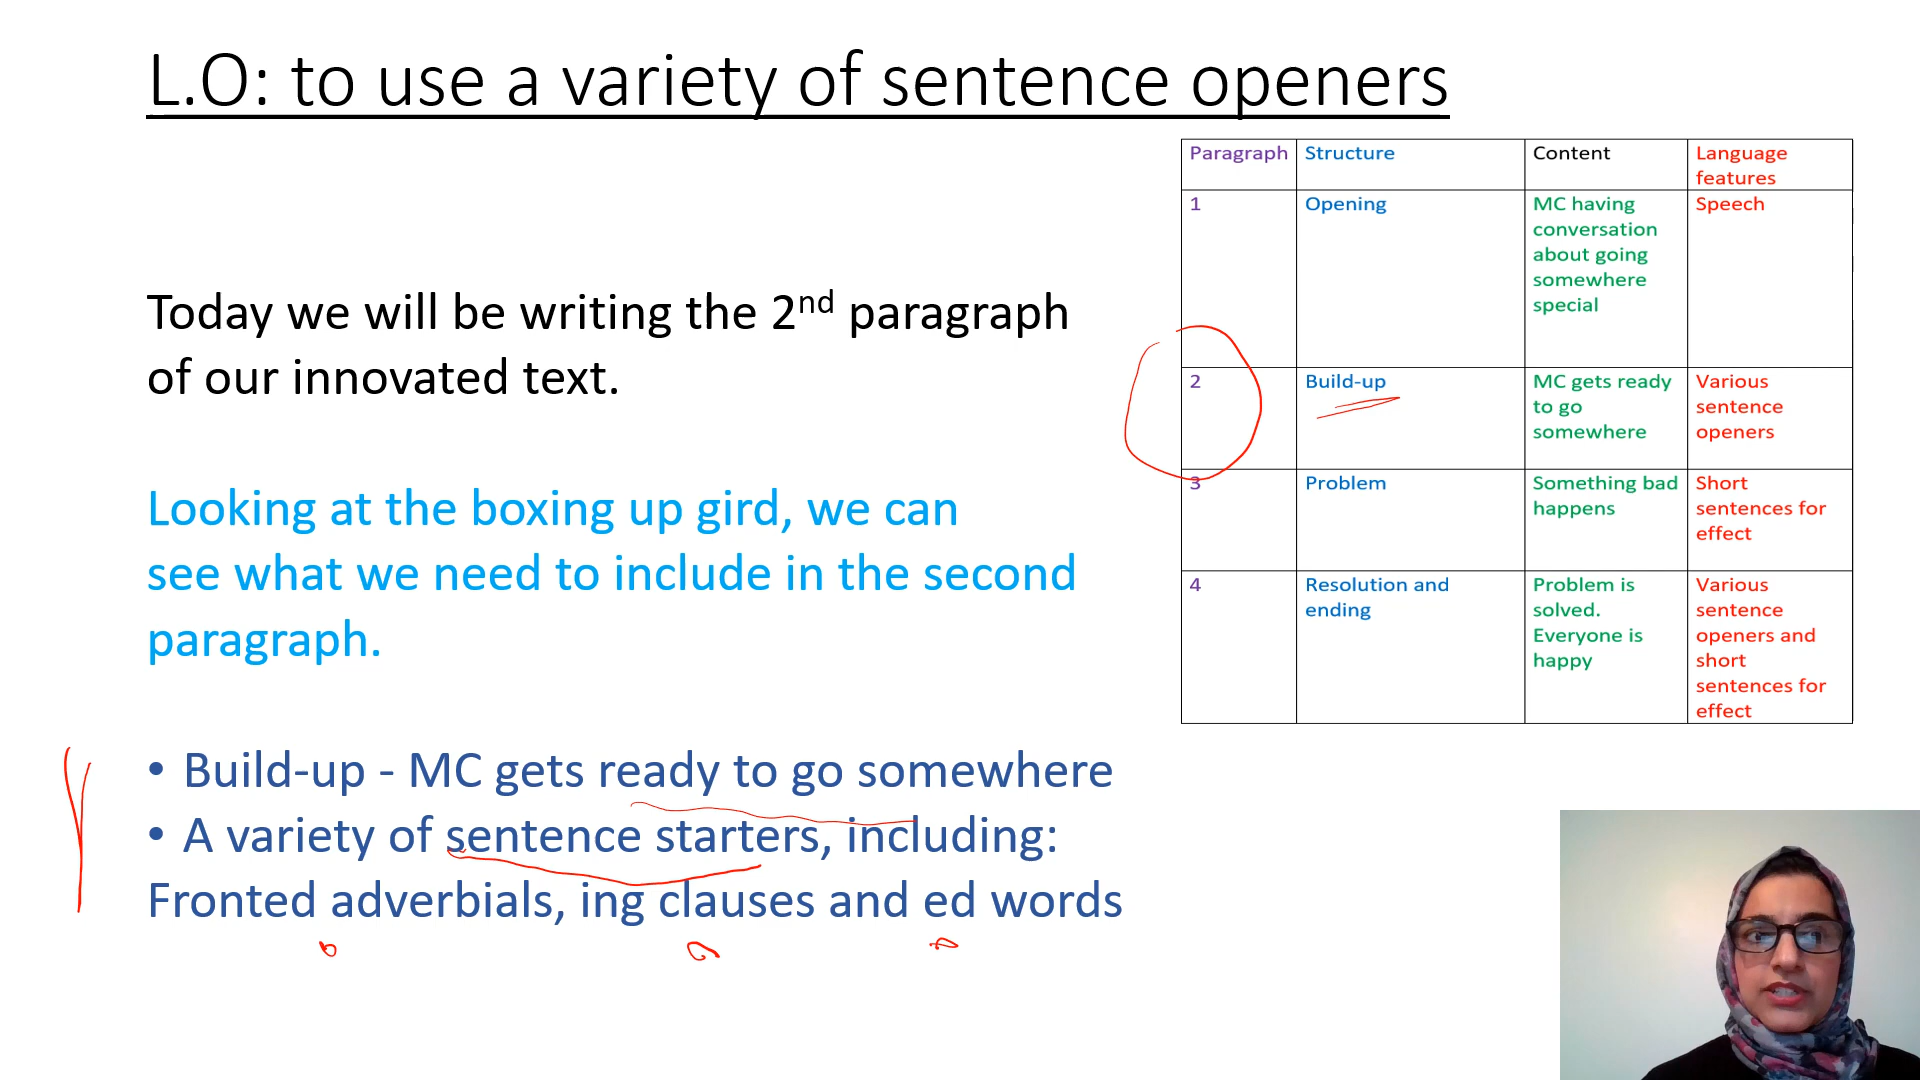 L.O: to use a variety of sentence openers
Today we will be writing the 2nd paragraph
of our innovated text.
Looking at the boxing up gird, we can
see what we need to include in the second
paragraph.
• Build-up - MC gets ready to go somewhere
• A variety of sentence starters, including:
Fronted adverbials, ing clauses and ed words
Paragraph Structure Content Language
features
1 Opening MC having Speech
conversation
about going
somewhere
special
2 Build-up MC gets ready Various
to go sentence
somewhere openers
3 Problem Something bad Short
happens sentences for
effect
4 Resolution and Problem is Various
ending solved. sentence
Everyone is openers and
happy short
sentences for
effect